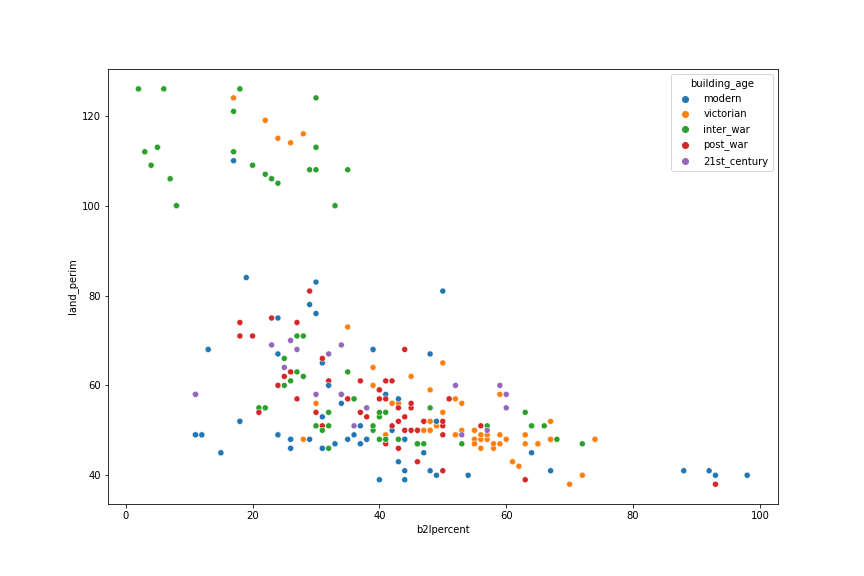 building_age
modern
victorian
inter_war
post_war
21st_century
land_perim
120
100
80
60
40
0
20
40
60
80
100
b2lpercent